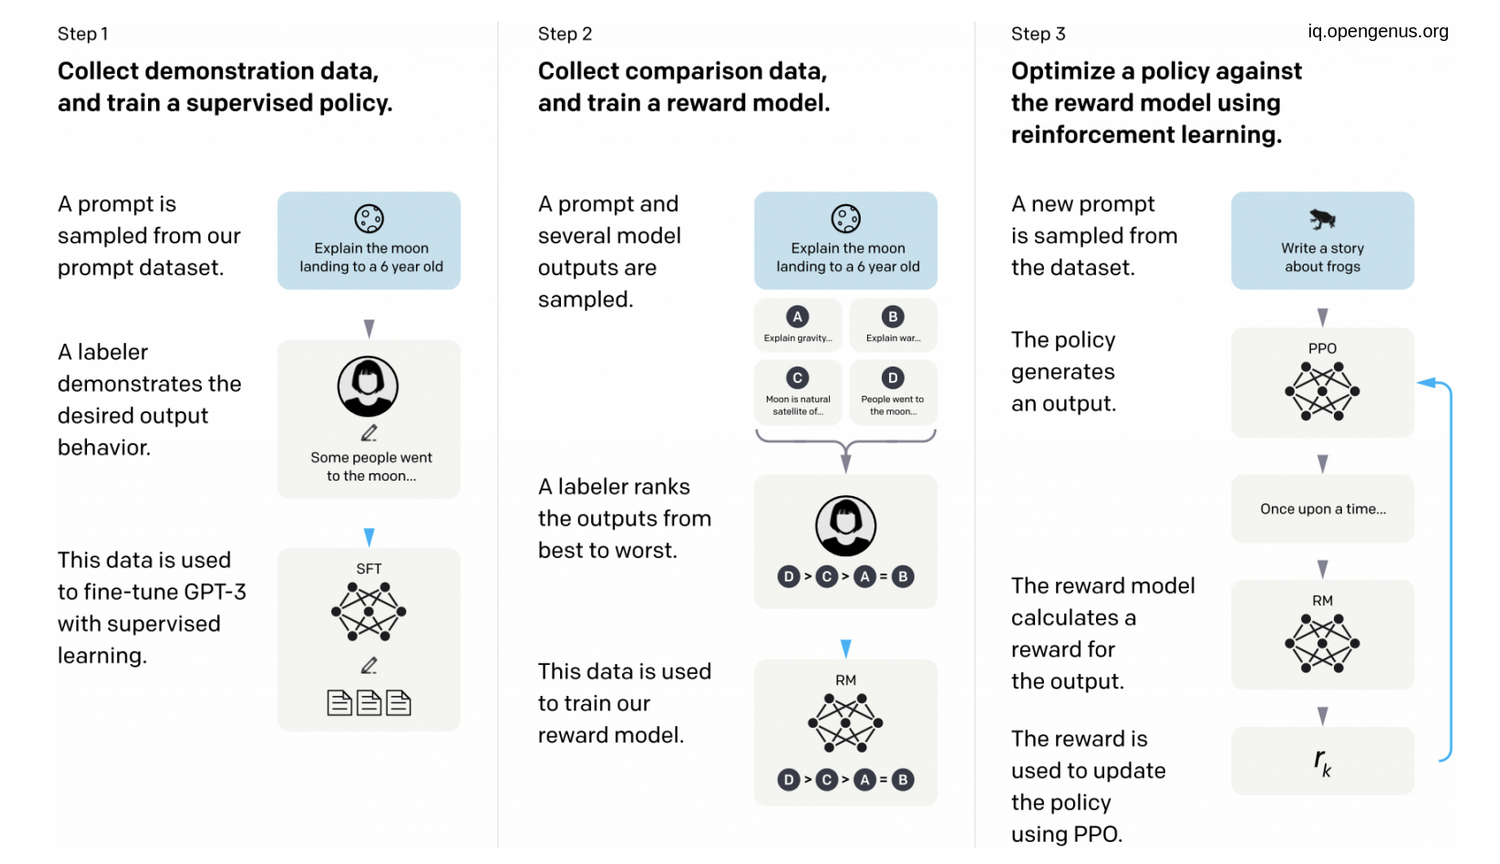 Step 1
Collect demonstration data,
and train a supervised policy.
A prompt is
sampled from our
prompt dataset.
Explain the moon
landing to a 6 year old
A labeler
demonstrates the
desired output
behavior.
Some people went
to the moon...
This data is used
to fine-tune GPT-3
with supervised
learning.
SFT
Step 2
Collect comparison data,
and train a reward model.
A prompt and
several model
outputs are
sampled.
Explain the moon
landing to a 6 year old
A
Explain gravity...
B
Explain war...
C
Moon is natural
satellite of...
D
People went to
the moon...
A labeler ranks
the outputs from
best to worst.
D > C > A = B
This data is used
to train our
reward model.
RM
D > C > A = B
Step 3
iq.opengenus.org
Optimize a policy against
the reward model using
reinforcement learning.
A new prompt
is sampled from
the dataset.
Write a story
about frogs
The policy
generates
an output.
PPO
Once upon a time...
The reward model
calculates a
reward for
the output.
RM
The reward is
used to update
the policy
using PPO.
rk